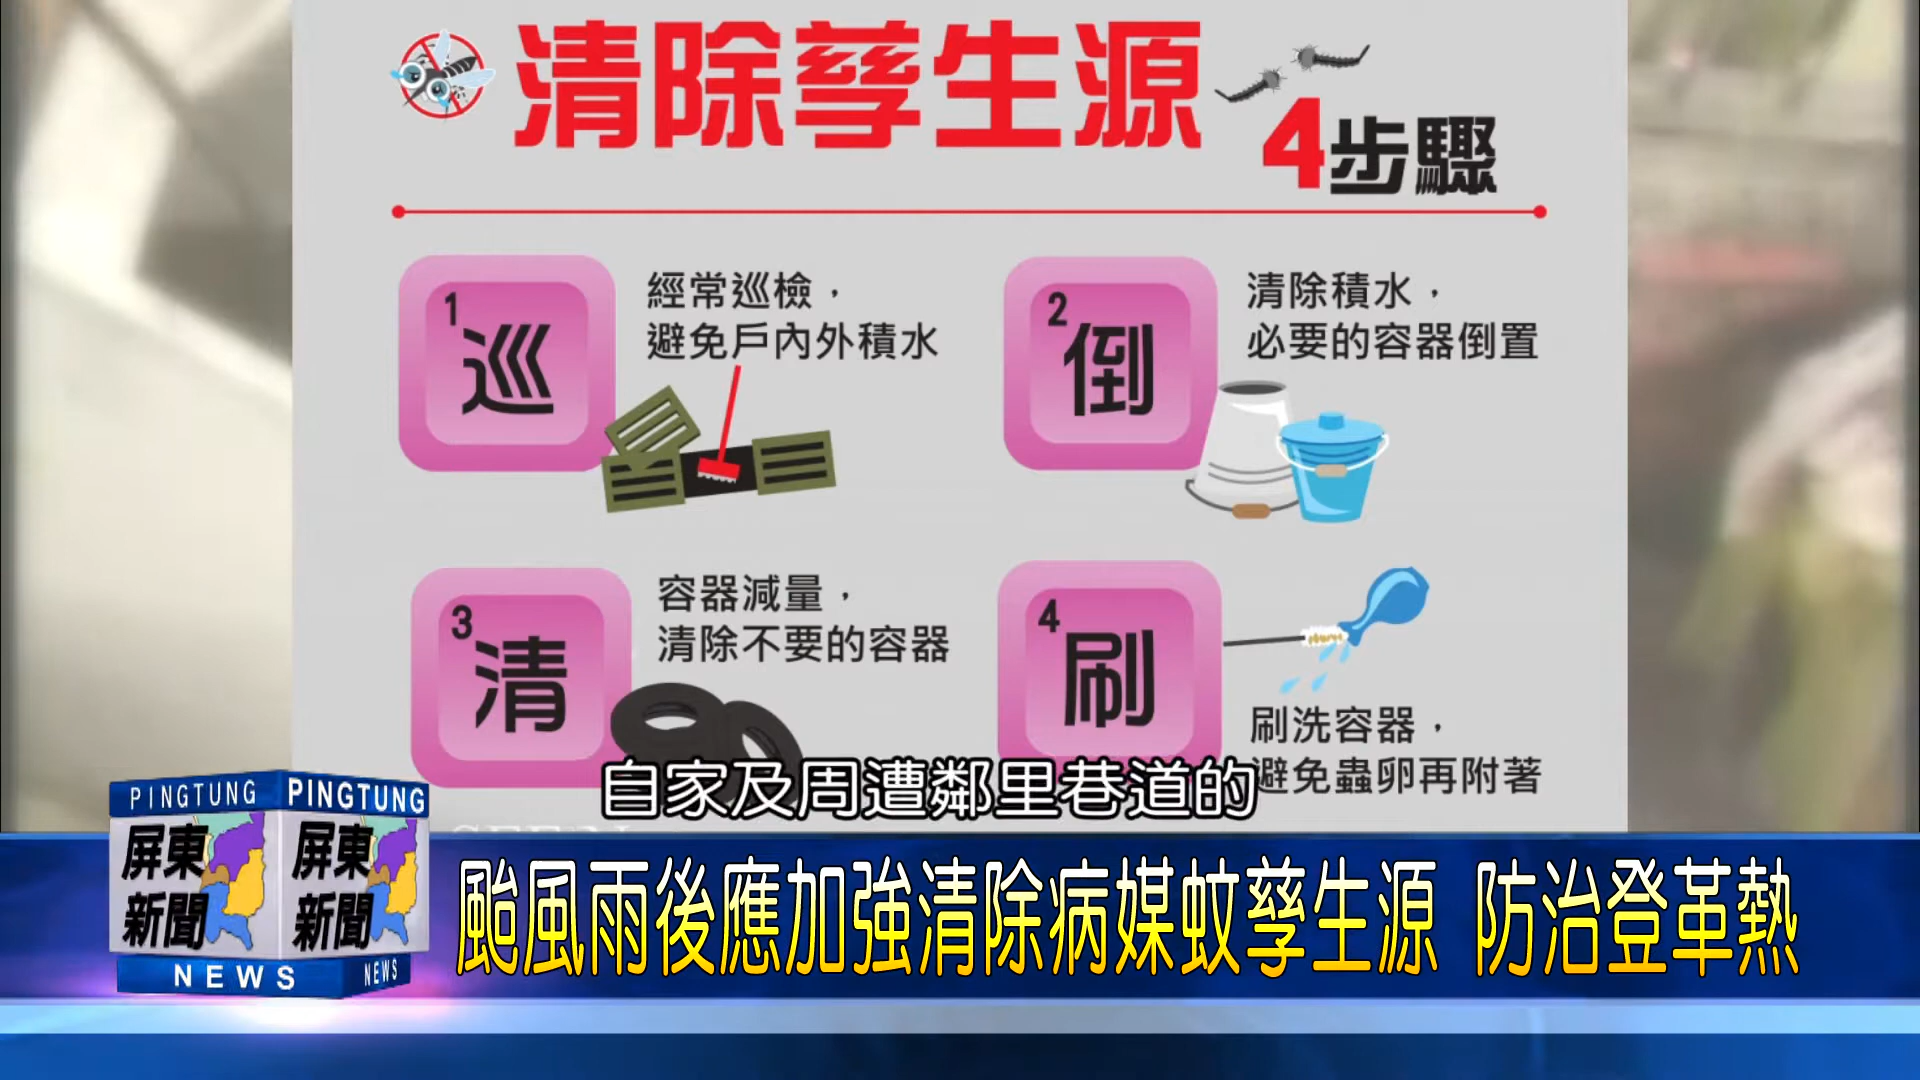 清除孳生源
4步驟
1
巡
經常巡檢，
避免戶內外積水
2
倒
清除積水，
必要的容器倒置
3
清
容器減量，
清除不要的容器
4
刷
刷洗容器，
避免蟲卵再附著
自家及周遭鄰里巷道的
PINGTUNG
屏東
新聞
NEWS
PINGTUNG
屏東
新聞
NEWS
颱風雨後應加強清除病媒蚊孳生源 防治登革熱